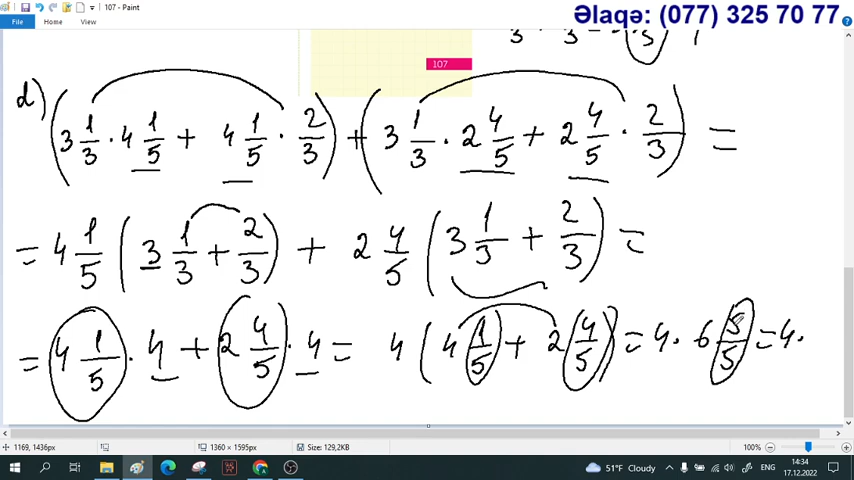 107 - Paint
Əlaqə: (077) 325 70 77
File Home View
107
d) (3 1/3 · 4 1/5 + 4 1/5 · 2/3) + (3 1/3 · 2 4/5 + 2 4/5 · 2/3) =
= 4 1/5 (3 1/3 + 2/3) + 2 4/5 (3 1/3 + 2/3) =
= 4 1/5 · 4 + 2 4/5 · 4 = 4 (4 1/5 + 2 4/5) = 4 · 6 5/5 = 4 ·
1169, 1436px 1360 × 1595px Size: 129,2KB 100%
51°F Cloudy ENG 14:34
17.12.2022